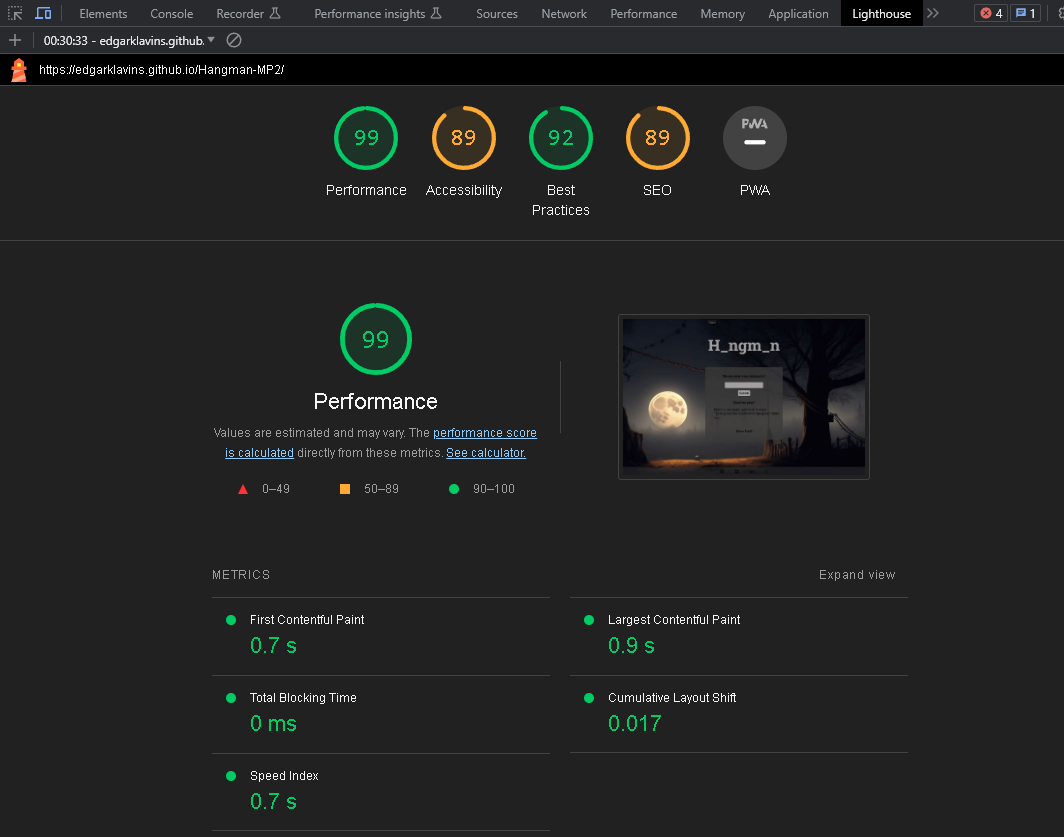 Elements Console Recorder Performance insights Sources Network Performance Memory Application Lighthouse 4 1
00:30:33 - edgarklavins.github.
https://edgarklavins.github.io/Hangman-MP2/
99 89 92 89 PWA
Performance Accessibility Best Practices SEO PWA
99
H_ngm_n
Performance
Values are estimated and may vary. The performance score
is calculated directly from these metrics. See calculator.
0–49 50–89 90–100
METRICS Expand view
First Contentful Paint
0.7 s
Largest Contentful Paint
0.9 s
Total Blocking Time
0 ms
Cumulative Layout Shift
0.017
Speed Index
0.7 s